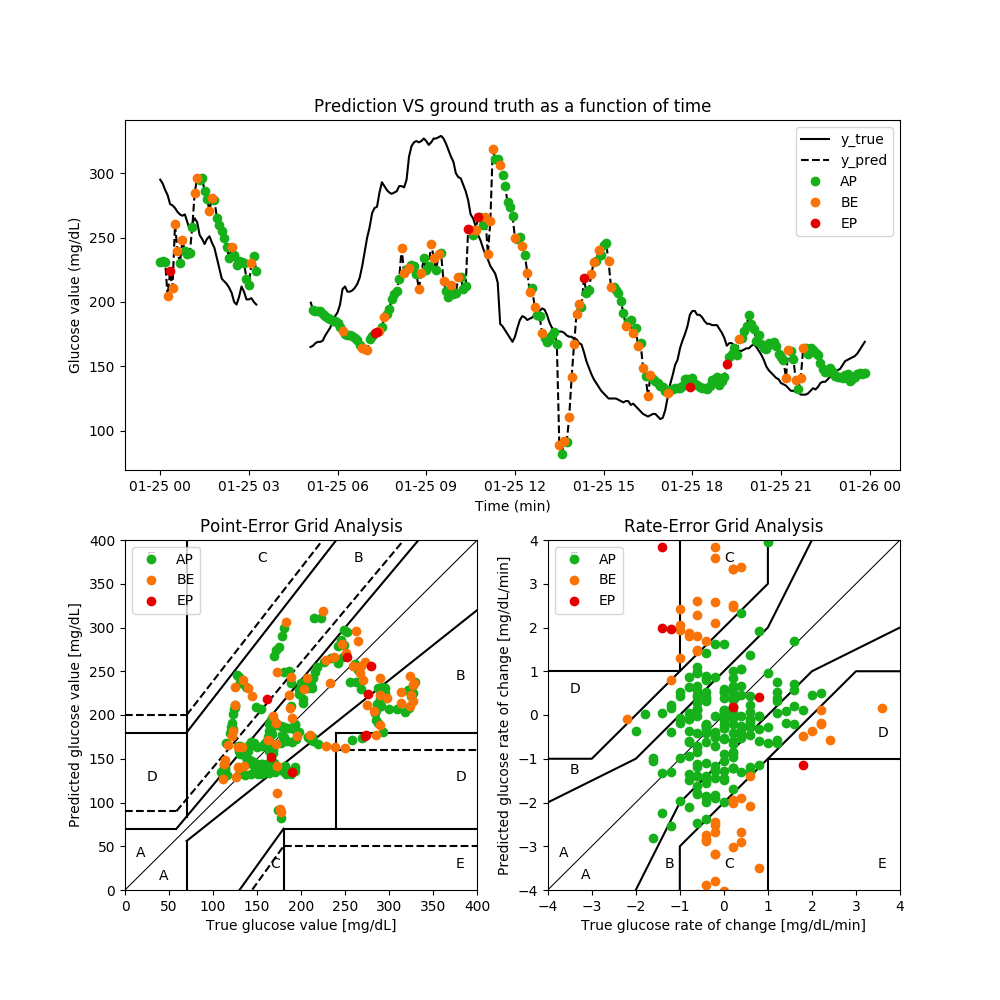 Prediction VS ground truth as a function of time
Glucose value (mg/dL)
300
250
200
150
100
y_true
y_pred
AP
BE
EP
01-25 00 01-25 03 01-25 06 01-25 09 01-25 12 01-25 15 01-25 18 01-25 21 01-26 00
Time (min)
Point-Error Grid Analysis
Predicted glucose value [mg/dL]
400
350
300
250
200
150
100
50
0
AP
BE
EP
C
B
B
D
D
A
A
C
E
0 50 100 150 200 250 300 350 400
True glucose value [mg/dL]
Rate-Error Grid Analysis
Predicted glucose rate of change [mg/dL/min]
4
3
2
1
0
−1
−2
−3
−4
AP
BE
EP
C
D
D
B
A
A
B
C
E
−4 −3 −2 −1 0 1 2 3 4
True glucose rate of change [mg/dL/min]